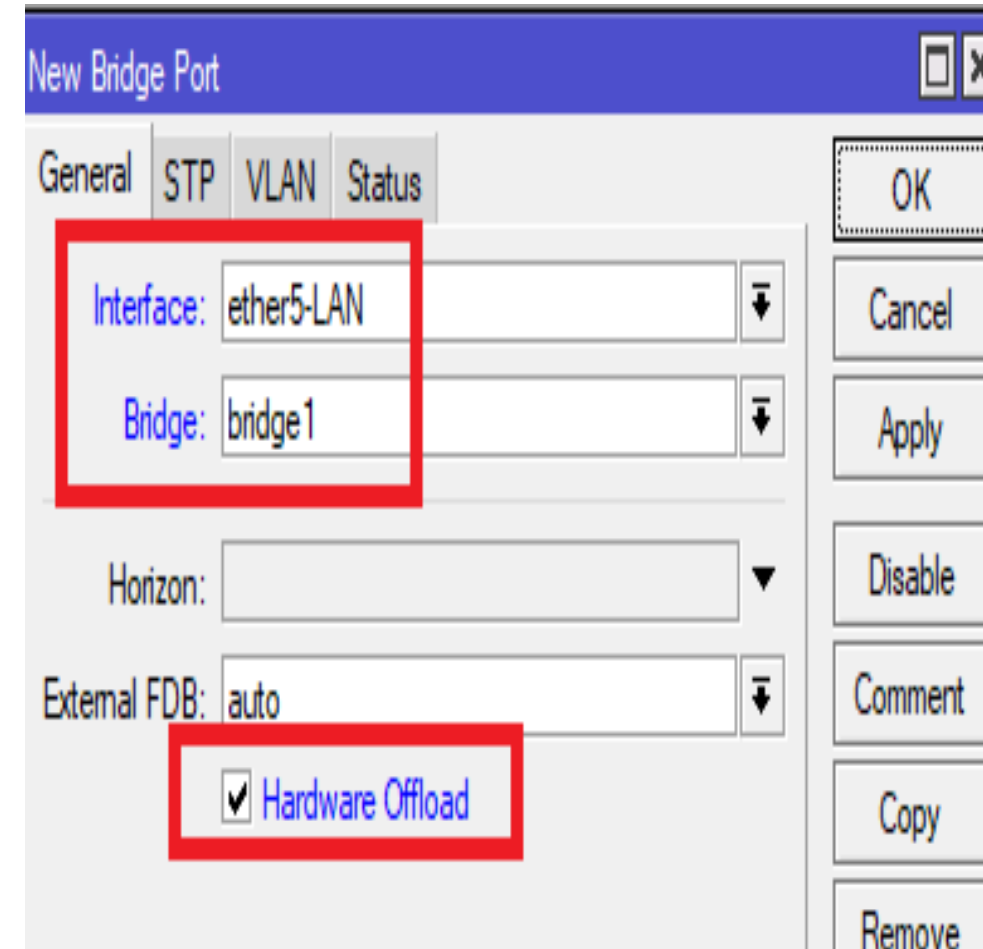 New Bridge Port
General STP VLAN Status
OK
Interface: ether5-LAN
Cancel
Bridge: bridge1
Apply
Horizon:
Disable
External FDB: auto
Comment
Hardware Offload
Copy
Remove